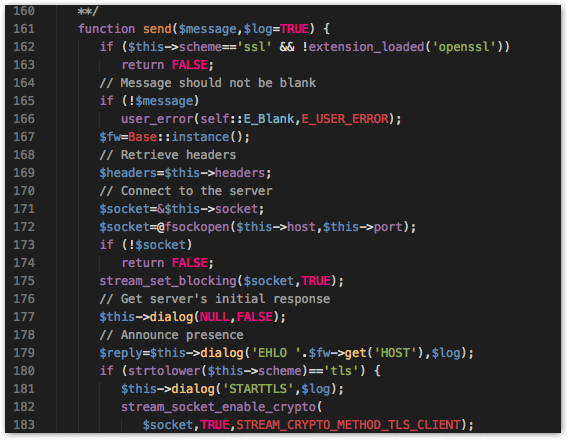 160 **/
161 function send($message,$log=TRUE) {
162 if ($this->scheme=='ssl' && !extension_loaded('openssl'))
163 return FALSE;
164 // Message should not be blank
165 if (!$message)
166 user_error(self::E_Blank,E_USER_ERROR);
167 $fw=Base::instance();
168 // Retrieve headers
169 $headers=$this->headers;
170 // Connect to the server
171 $socket=&$this->socket;
172 $socket=@fsockopen($this->host,$this->port);
173 if (!$socket)
174 return FALSE;
175 stream_set_blocking($socket,TRUE);
176 // Get server's initial response
177 $this->dialog(NULL,FALSE);
178 // Announce presence
179 $reply=$this->dialog('EHLO '.$fw->get('HOST'),$log);
180 if (strtolower($this->scheme)=='tls') {
181 $this->dialog('STARTTLS',$log);
182 stream_socket_enable_crypto(
183 $socket,TRUE,STREAM_CRYPTO_METHOD_TLS_CLIENT);